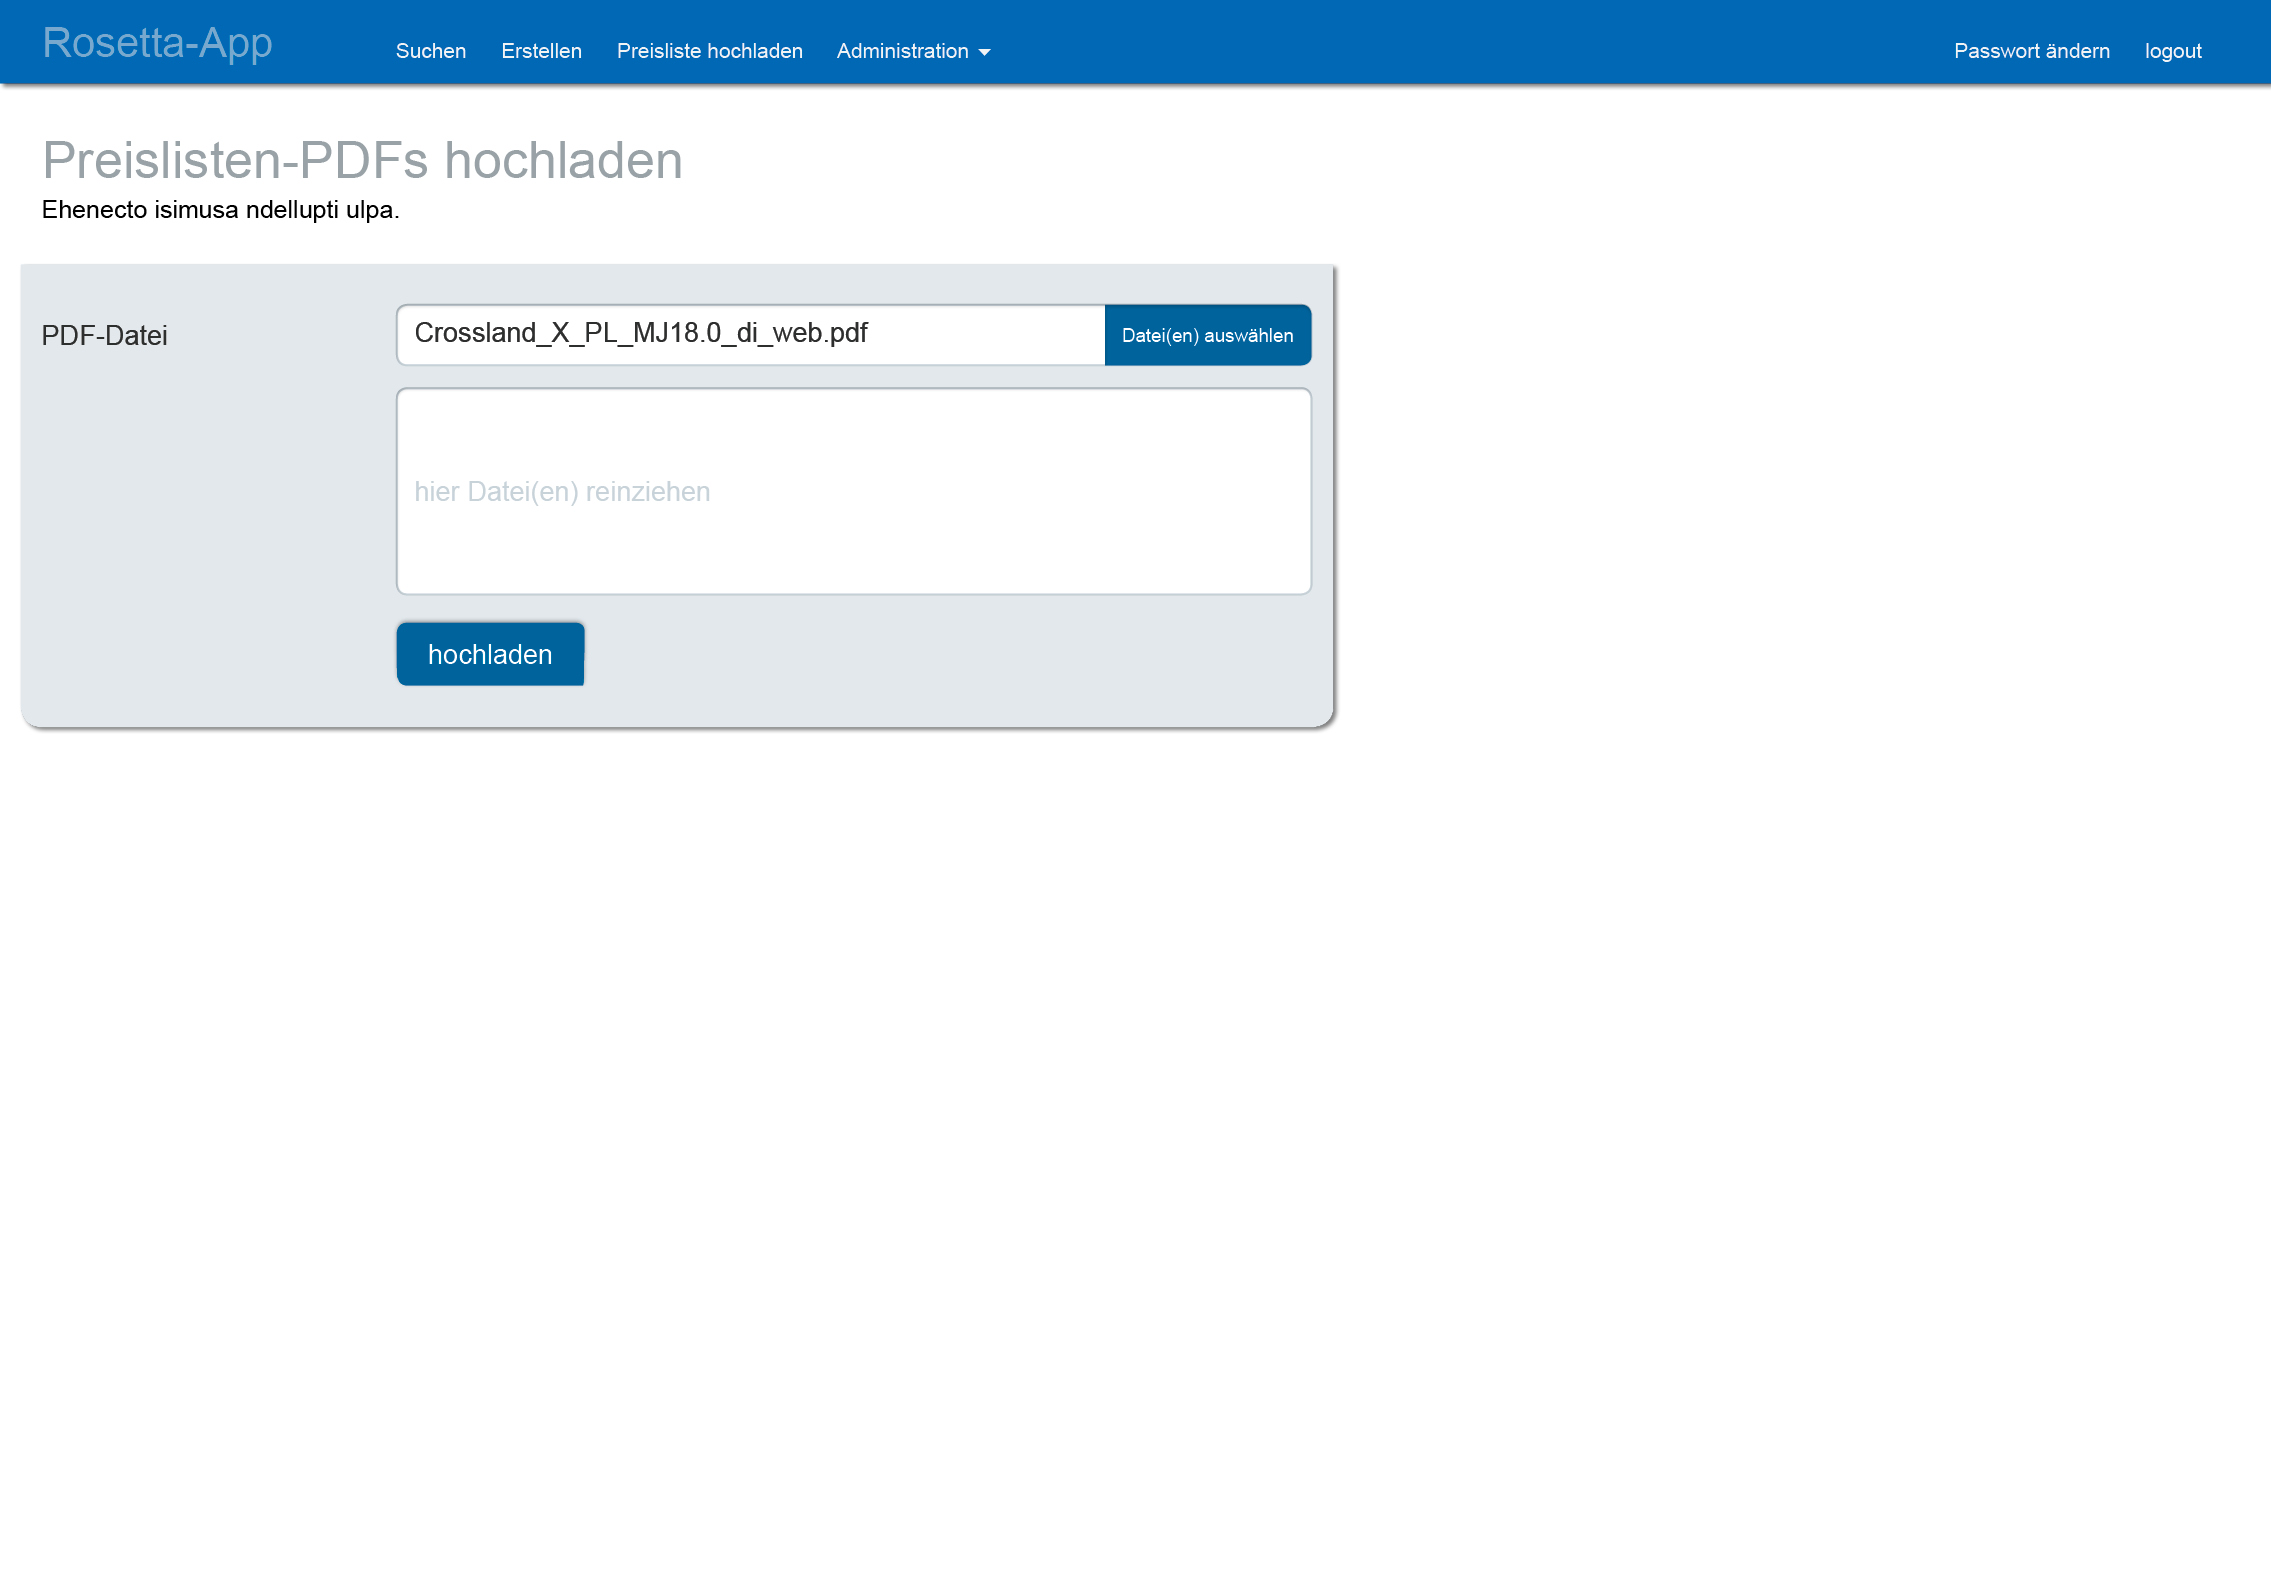 Rosetta-App Suchen Erstellen Preisliste hochladen Administration Passwort ändern logout
Preislisten-PDFs hochladen
Ehenecto isimusa ndellupti ulpa.
PDF-Datei Crossland_X_PL_MJ18.0_di_web.pdf Datei(en) auswählen
hier Datei(en) reinziehen
hochladen